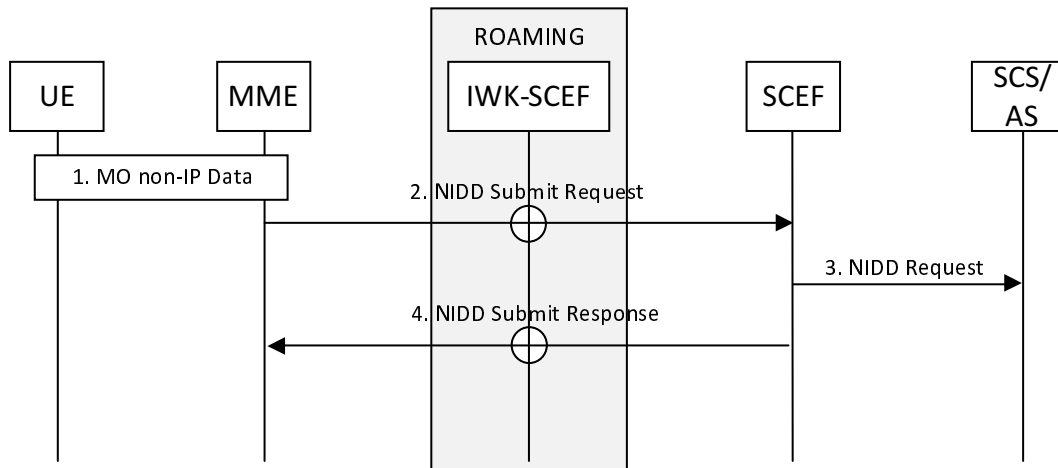 ROAMING
UE
MME
IWK-SCEF
SCEF
SCS/
AS
1. MO non-IP Data
2. NIDD Submit Request
3. NIDD Request
4. NIDD Submit Response